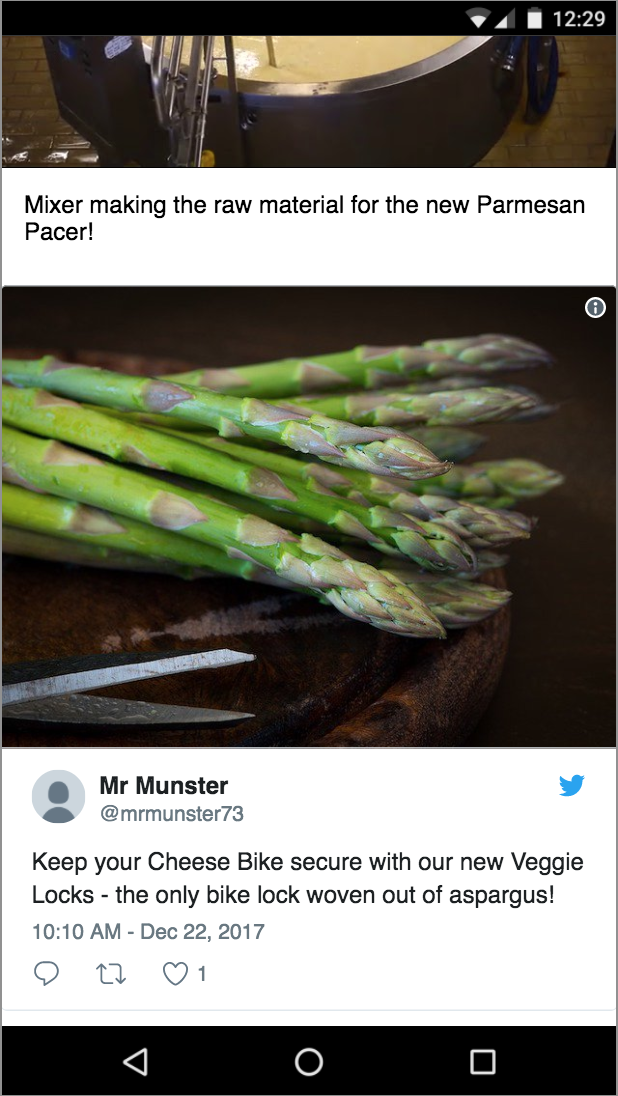 12:29
Mixer making the raw material for the new Parmesan
Pacer!
Mr Munster
@mrmunster73
Keep your Cheese Bike secure with our new Veggie
Locks - the only bike lock woven out of aspargus!
10:10 AM - Dec 22, 2017
1